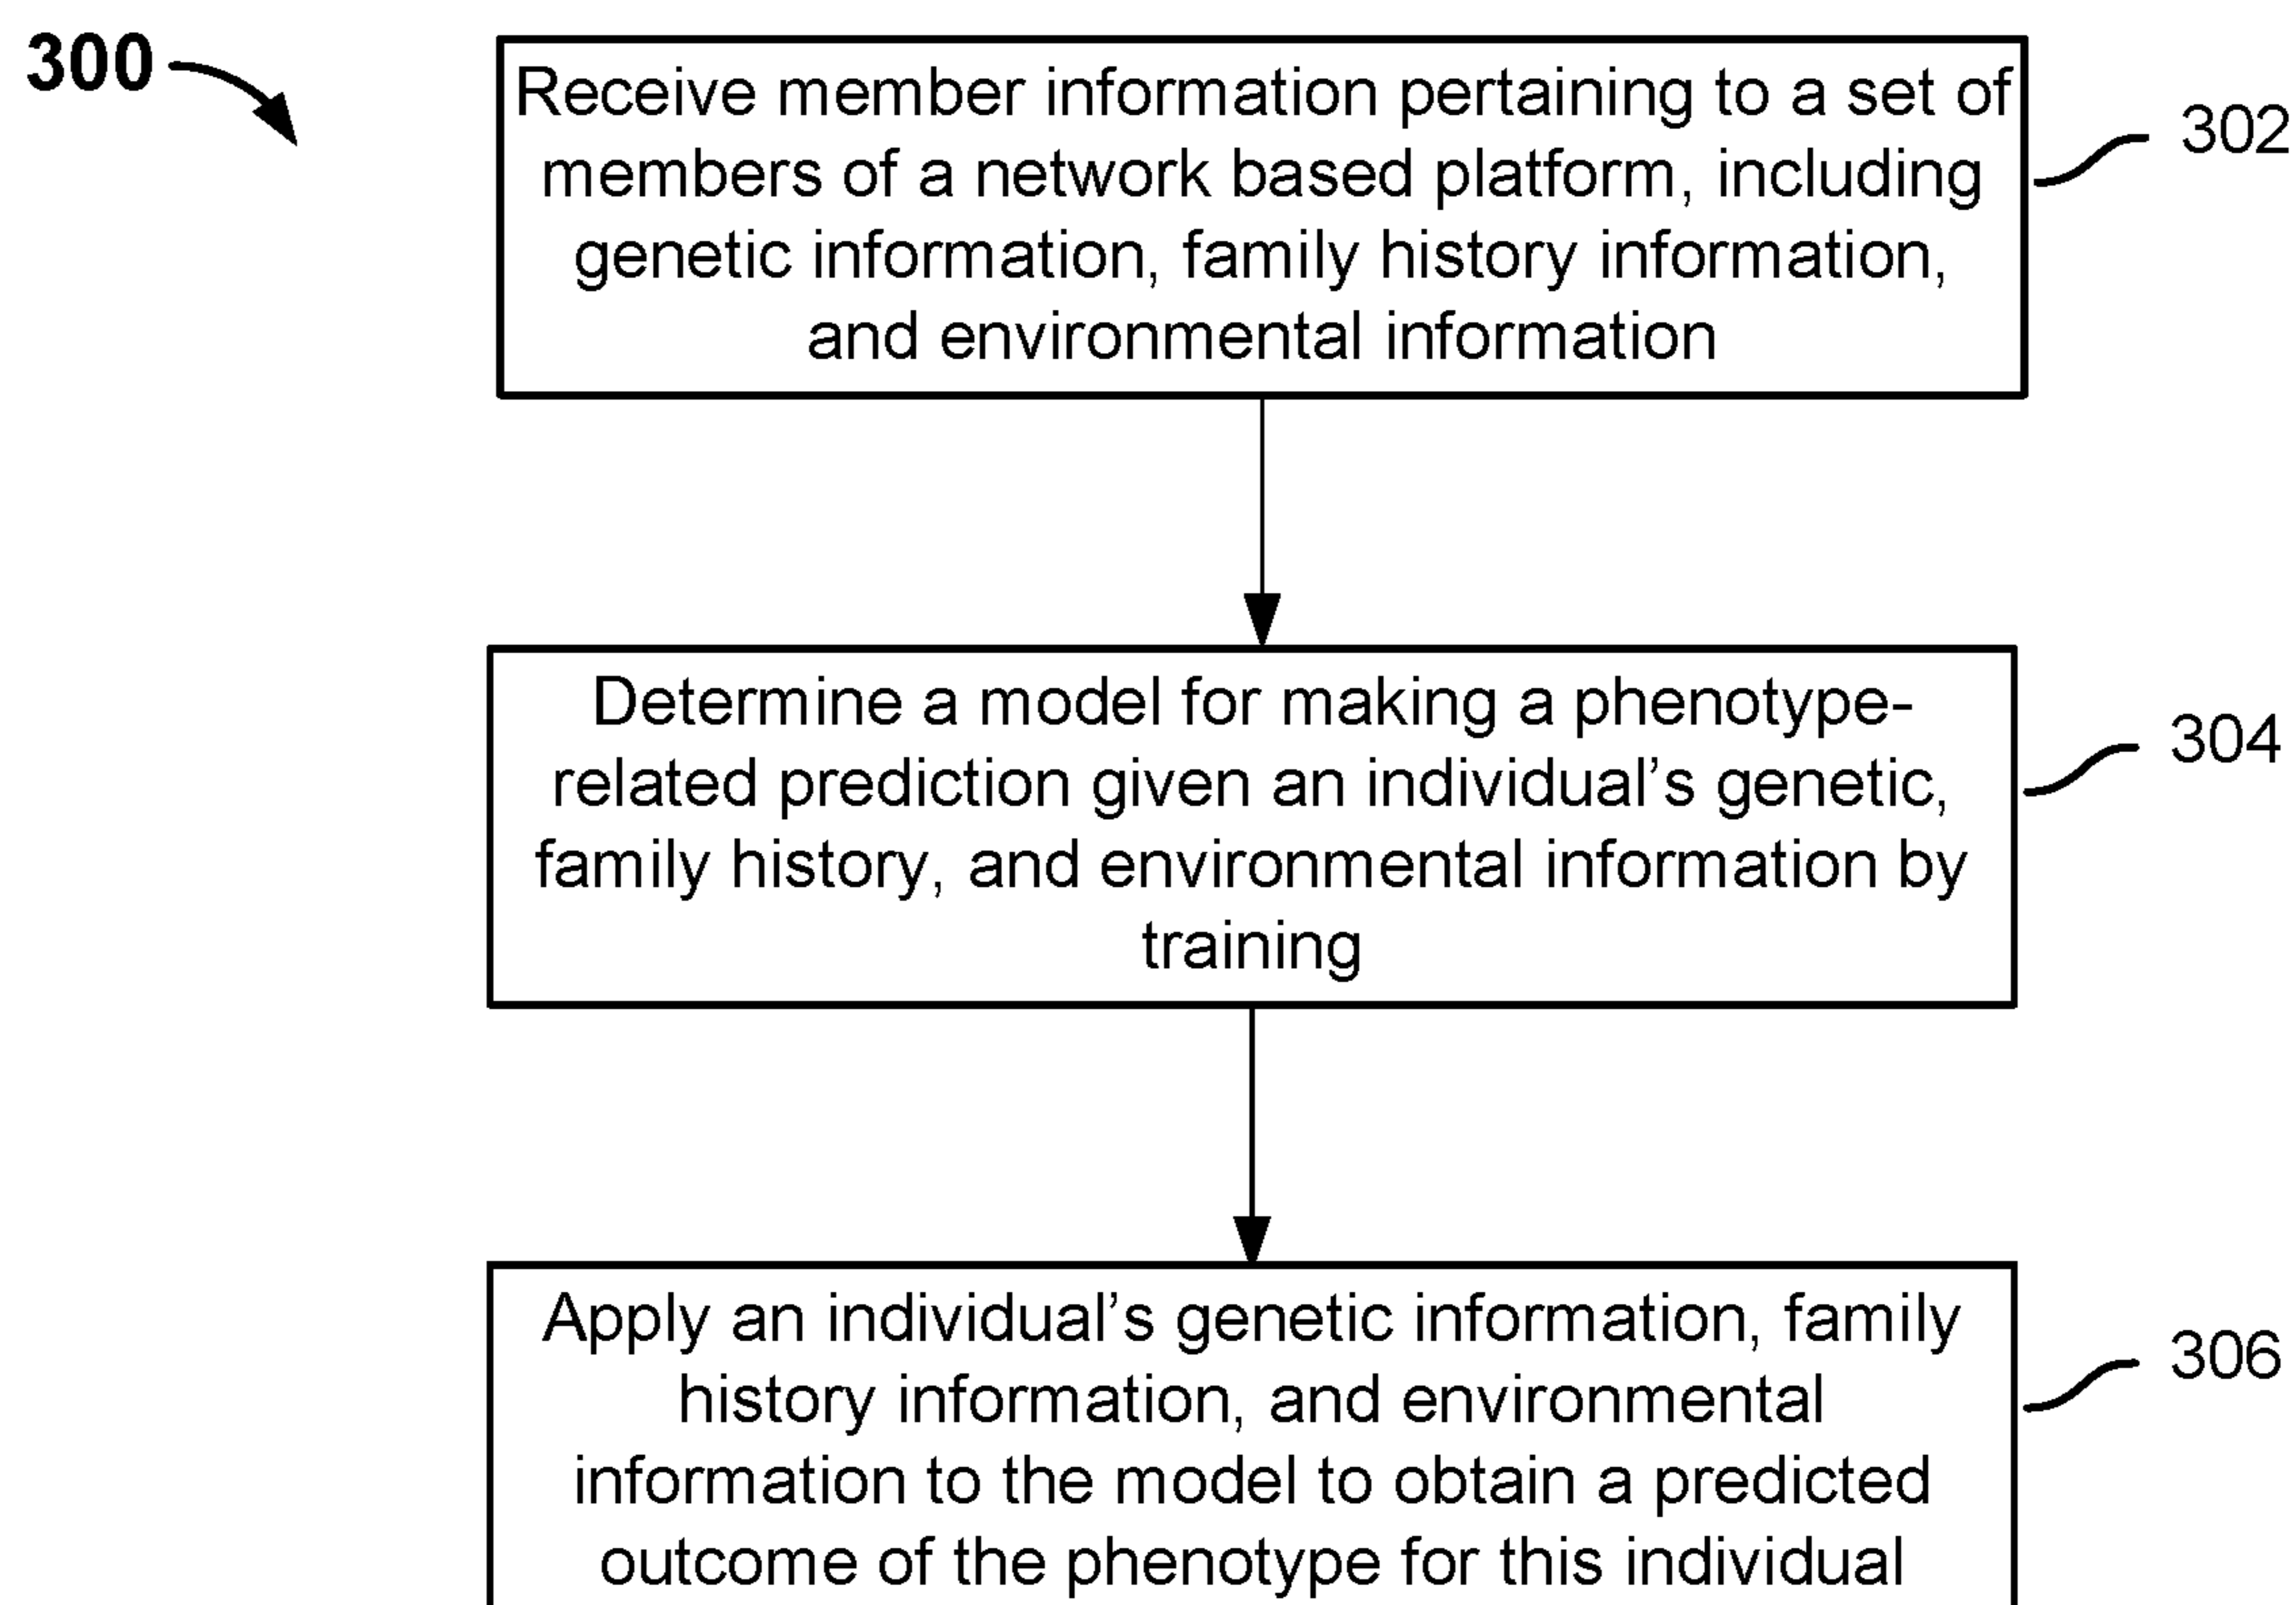 300
Receive member information pertaining to a set of
members of a network based platform, including
genetic information, family history information,
and environmental information
302
Determine a model for making a phenotype-
related prediction given an individual’s genetic,
family history, and environmental information by
training
304
Apply an individual’s genetic information, family
history information, and environmental
information to the model to obtain a predicted
outcome of the phenotype for this individual
306